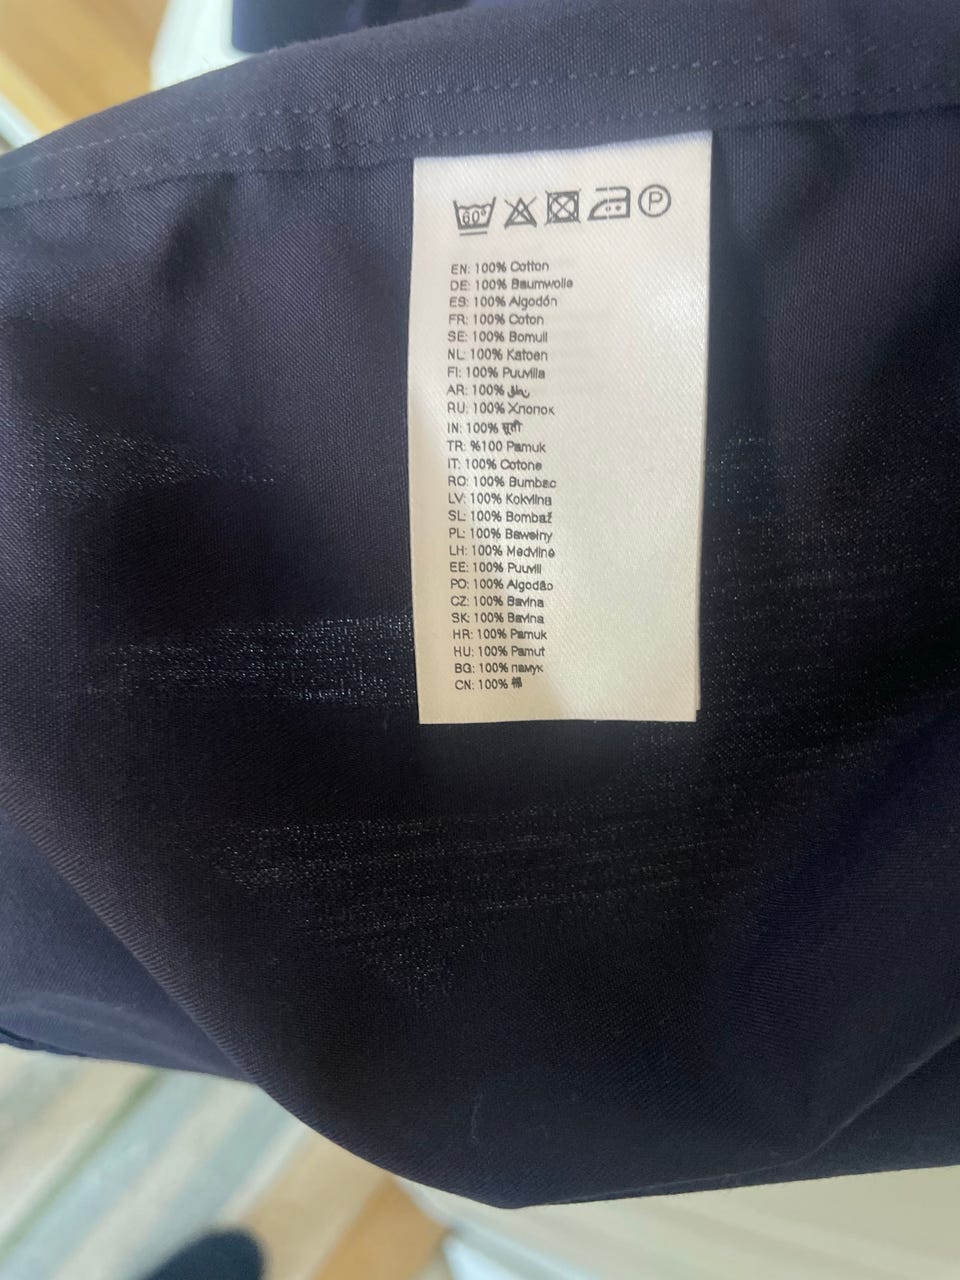 60°
P
EN: 100% Cotton
DE: 100% Baumwolle
ES: 100% Algodón
FR: 100% Coton
SE: 100% Bomull
NL: 100% Katoen
FI: 100% Puuvilla
AR: 100% قطن
RU: 100% Хлопок
IN: 100% सूती
TR: %100 Pamuk
IT: 100% Cotone
RO: 100% Bumbac
LV: 100% Kokvilna
SL: 100% Bombaž
PL: 100% Bawełny
LH: 100% Medvilnė
EE: 100% Puuvill
PO: 100% Algodão
CZ: 100% Bavlna
SK: 100% Bavlna
HR: 100% Pamuk
HU: 100% Pamut
BG: 100% памук
CN: 100% 棉